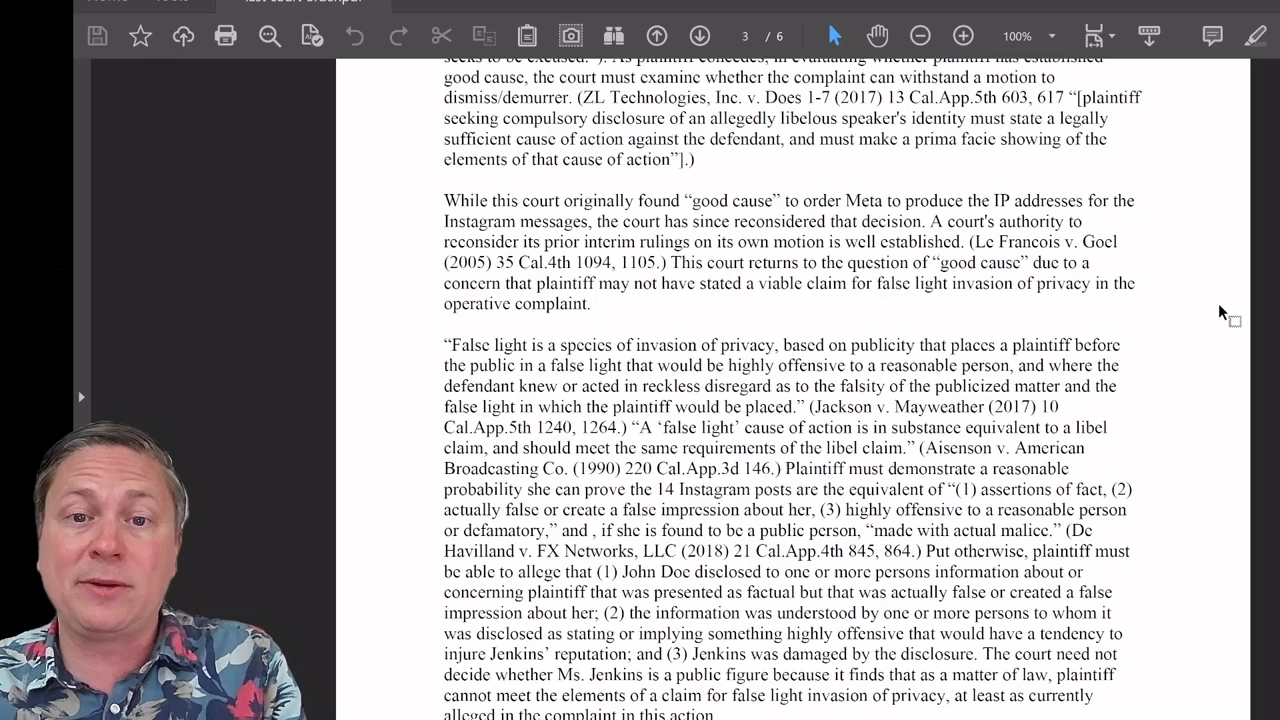 Home Tools last court order.pdf
3 / 6 100%
seeks to be excused.”). As plaintiff concedes, in evaluating whether plaintiff has established
good cause, the court must examine whether the complaint can withstand a motion to
dismiss/demurrer. (ZL Technologies, Inc. v. Does 1-7 (2017) 13 Cal.App.5th 603, 617 “[plaintiff
seeking compulsory disclosure of an allegedly libelous speaker's identity must state a legally
sufficient cause of action against the defendant, and must make a prima facie showing of the
elements of that cause of action”].)
While this court originally found “good cause” to order Meta to produce the IP addresses for the
Instagram messages, the court has since reconsidered that decision. A court's authority to
reconsider its prior interim rulings on its own motion is well established. (Le Francois v. Goel
(2005) 35 Cal.4th 1094, 1105.) This court returns to the question of “good cause” due to a
concern that plaintiff may not have stated a viable claim for false light invasion of privacy in the
operative complaint.
“False light is a species of invasion of privacy, based on publicity that places a plaintiff before
the public in a false light that would be highly offensive to a reasonable person, and where the
defendant knew or acted in reckless disregard as to the falsity of the publicized matter and the
false light in which the plaintiff would be placed.” (Jackson v. Mayweather (2017) 10
Cal.App.5th 1240, 1264.) “A ‘false light’ cause of action is in substance equivalent to a libel
claim, and should meet the same requirements of the libel claim.” (Aisenson v. American
Broadcasting Co. (1990) 220 Cal.App.3d 146.) Plaintiff must demonstrate a reasonable
probability she can prove the 14 Instagram posts are the equivalent of “(1) assertions of fact, (2)
actually false or create a false impression about her, (3) highly offensive to a reasonable person
or defamatory,” and , if she is found to be a public person, “made with actual malice.” (De
Havilland v. FX Networks, LLC (2018) 21 Cal.App.4th 845, 864.) Put otherwise, plaintiff must
be able to allege that (1) John Doe disclosed to one or more persons information about or
concerning plaintiff that was presented as factual but that was actually false or created a false
impression about her; (2) the information was understood by one or more persons to whom it
was disclosed as stating or implying something highly offensive that would have a tendency to
injure Jenkins’ reputation; and (3) Jenkins was damaged by the disclosure. The court need not
decide whether Ms. Jenkins is a public figure because it finds that as a matter of law, plaintiff
cannot meet the elements of a claim for false light invasion of privacy, at least as currently
alleged in the complaint in this action.